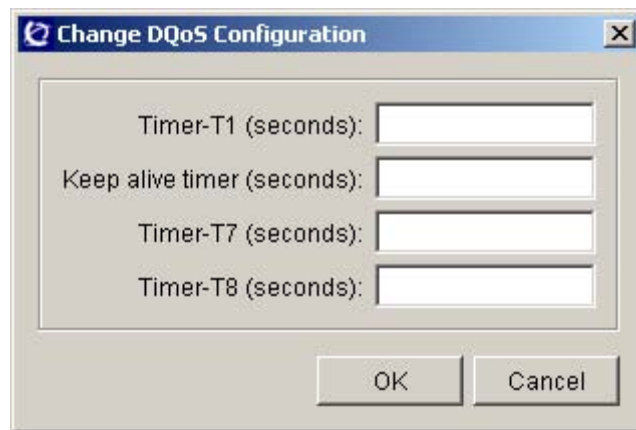 Change DQoS Configuration
Timer-T1 (seconds):
Keep alive timer (seconds):
Timer-T7 (seconds):
Timer-T8 (seconds):
OK Cancel